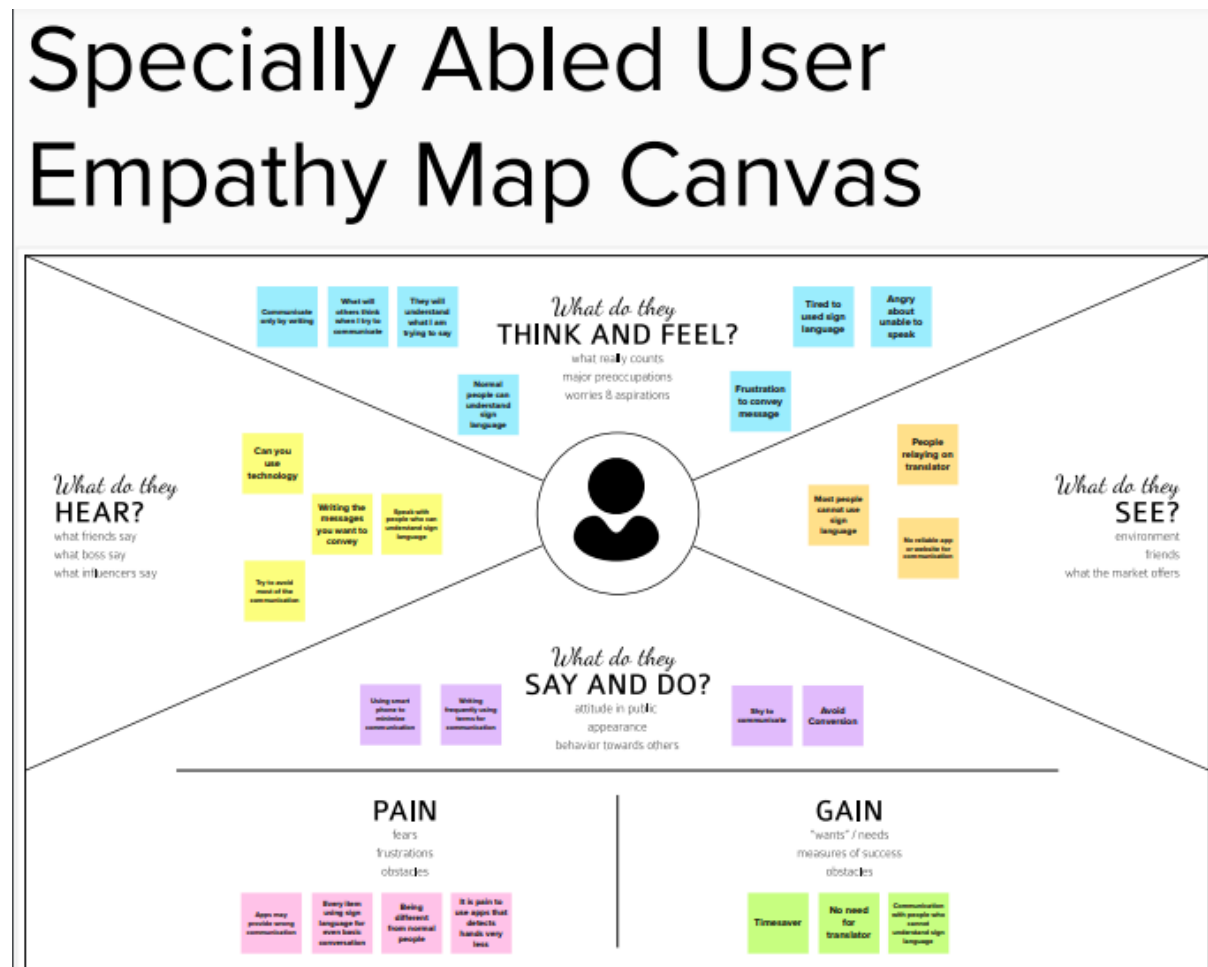 Specially Abled User
Empathy Map Canvas
Communicate
only by writing
What will
others think
when I try to
communicate
They will
understand
what I am
trying to say
Normal
people can
understand
sign
language
What do they
THINK AND FEEL?
what really counts
major preoccupations
worries & aspirations
Tired to
used sign
language
Angry
about
unable to
speak
Frustration
to convey
message
What do they
HEAR?
what friends say
what boss say
what influencers say
Can you
use
technology
Writing the
messages
you want to
convey
Speak with
people who can
understand sign
language
Try to avoid
most of the
communication
People
relaying on
translator
Most people
cannot use
sign
language
No reliable app
or website for
communication
What do they
SEE?
environment
friends
what the market offers
What do they
SAY AND DO?
attitude in public
appearance
behavior towards others
Using smart
phone to
minimize
communication
Writing
frequently using
terms for
communication
Shy to
communicate
Avoid
Conversion
PAIN
fears
frustrations
obstacles
Apps may
provide wrong
communication
Every item
using sign
language for
even basic
conversation
Being
different
from normal
people
It is pain to
use apps that
detects
hands very
less
GAIN
"wants" / needs
measures of success
obstacles
Timesaver
No need
for
translator
Communication
with people who
cannot
understand sign
language